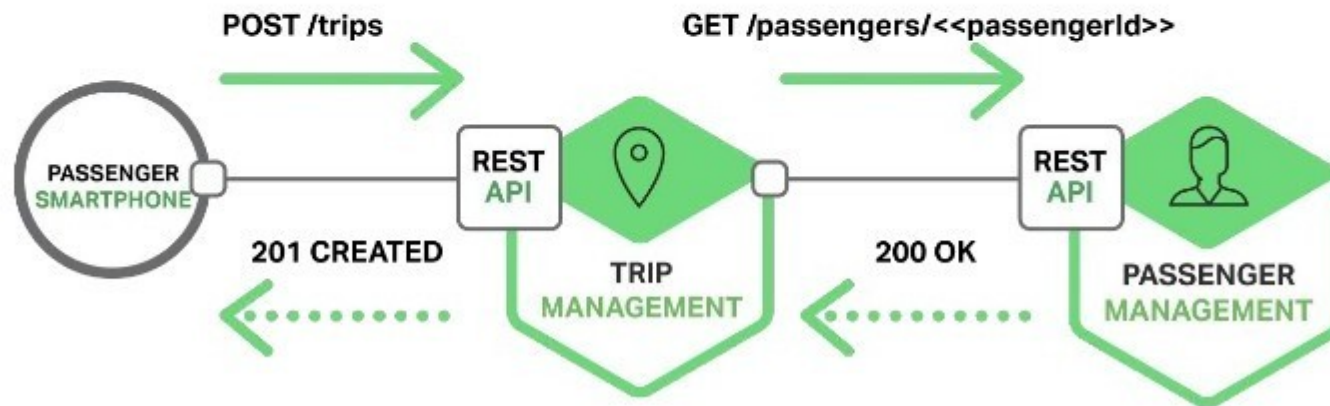 POST /trips
GET /passengers/<<passengerId>>
PASSENGER
SMARTPHONE
REST
API
REST
API
201 CREATED
TRIP
MANAGEMENT
200 OK
PASSENGER
MANAGEMENT